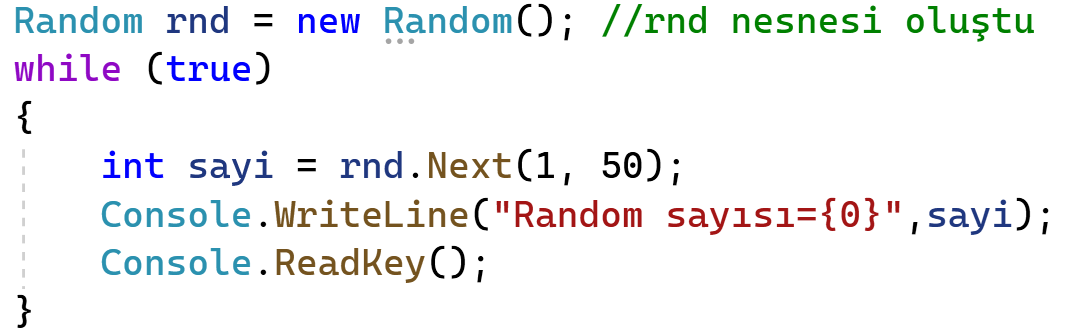 Random rnd = new Random(); //rnd nesnesi oluştu
while (true)
{
    int sayi = rnd.Next(1, 50);
    Console.WriteLine("Random sayısı={0}",sayi);
    Console.ReadKey();
}